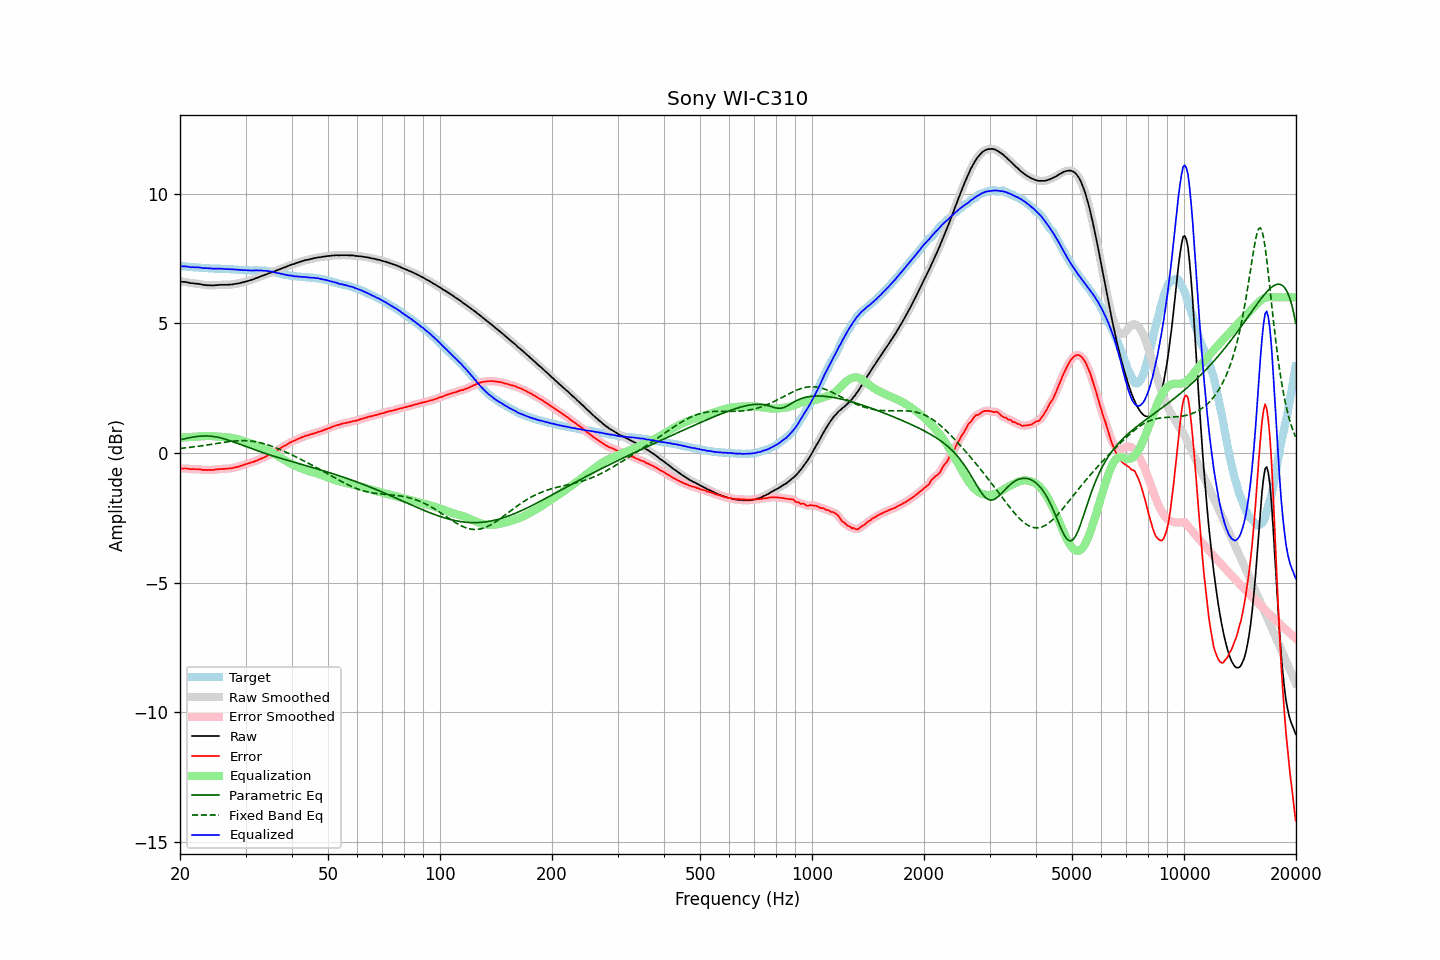 Sony WI-C310
Amplitude (dBr)
10
5
0
−5
−10
−15
Target
Raw Smoothed
Error Smoothed
Raw
Error
Equalization
Parametric Eq
Fixed Band Eq
Equalized
20 50 100 200 500 1000 2000 5000 10000 20000
Frequency (Hz)